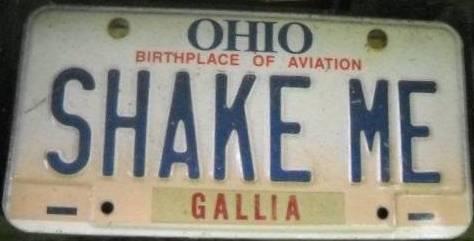 OHIO
BIRTHPLACE OF AVIATION
SHAKE ME
GALLIA